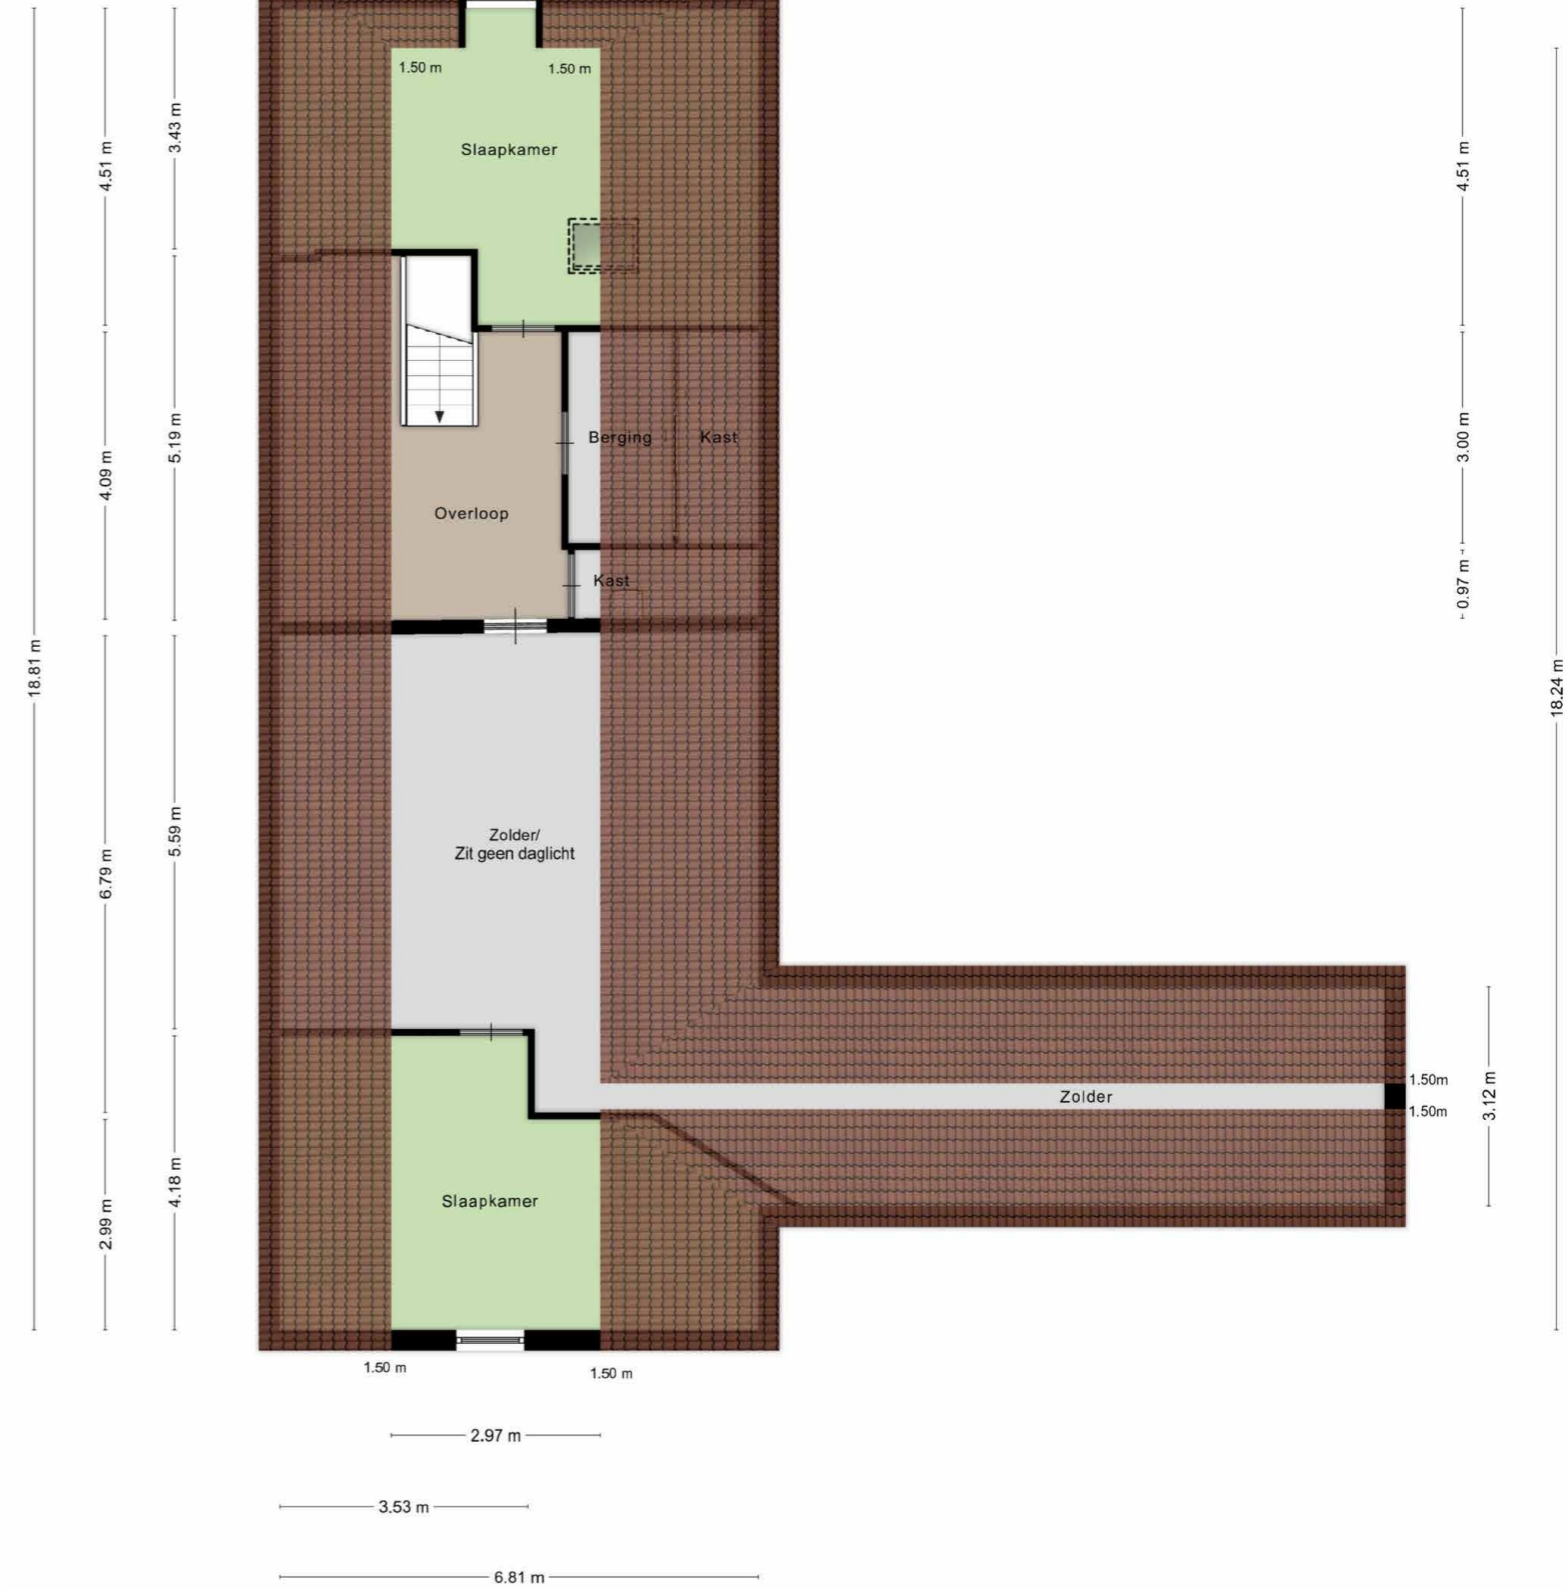 1.50 m
1.50 m
3.43 m
4.51 m
4.51 m
Slaapkamer
5.19 m
4.09 m
3.00 m
Berging
Kast
Overloop
Kast
0.97 m
18.81 m
18.24 m
5.59 m
6.79 m
Zolder/
Zit geen daglicht
1.50m
Zolder
1.50m
3.12 m
4.18 m
2.99 m
Slaapkamer
1.50 m
1.50 m
2.97 m
3.53 m
6.81 m